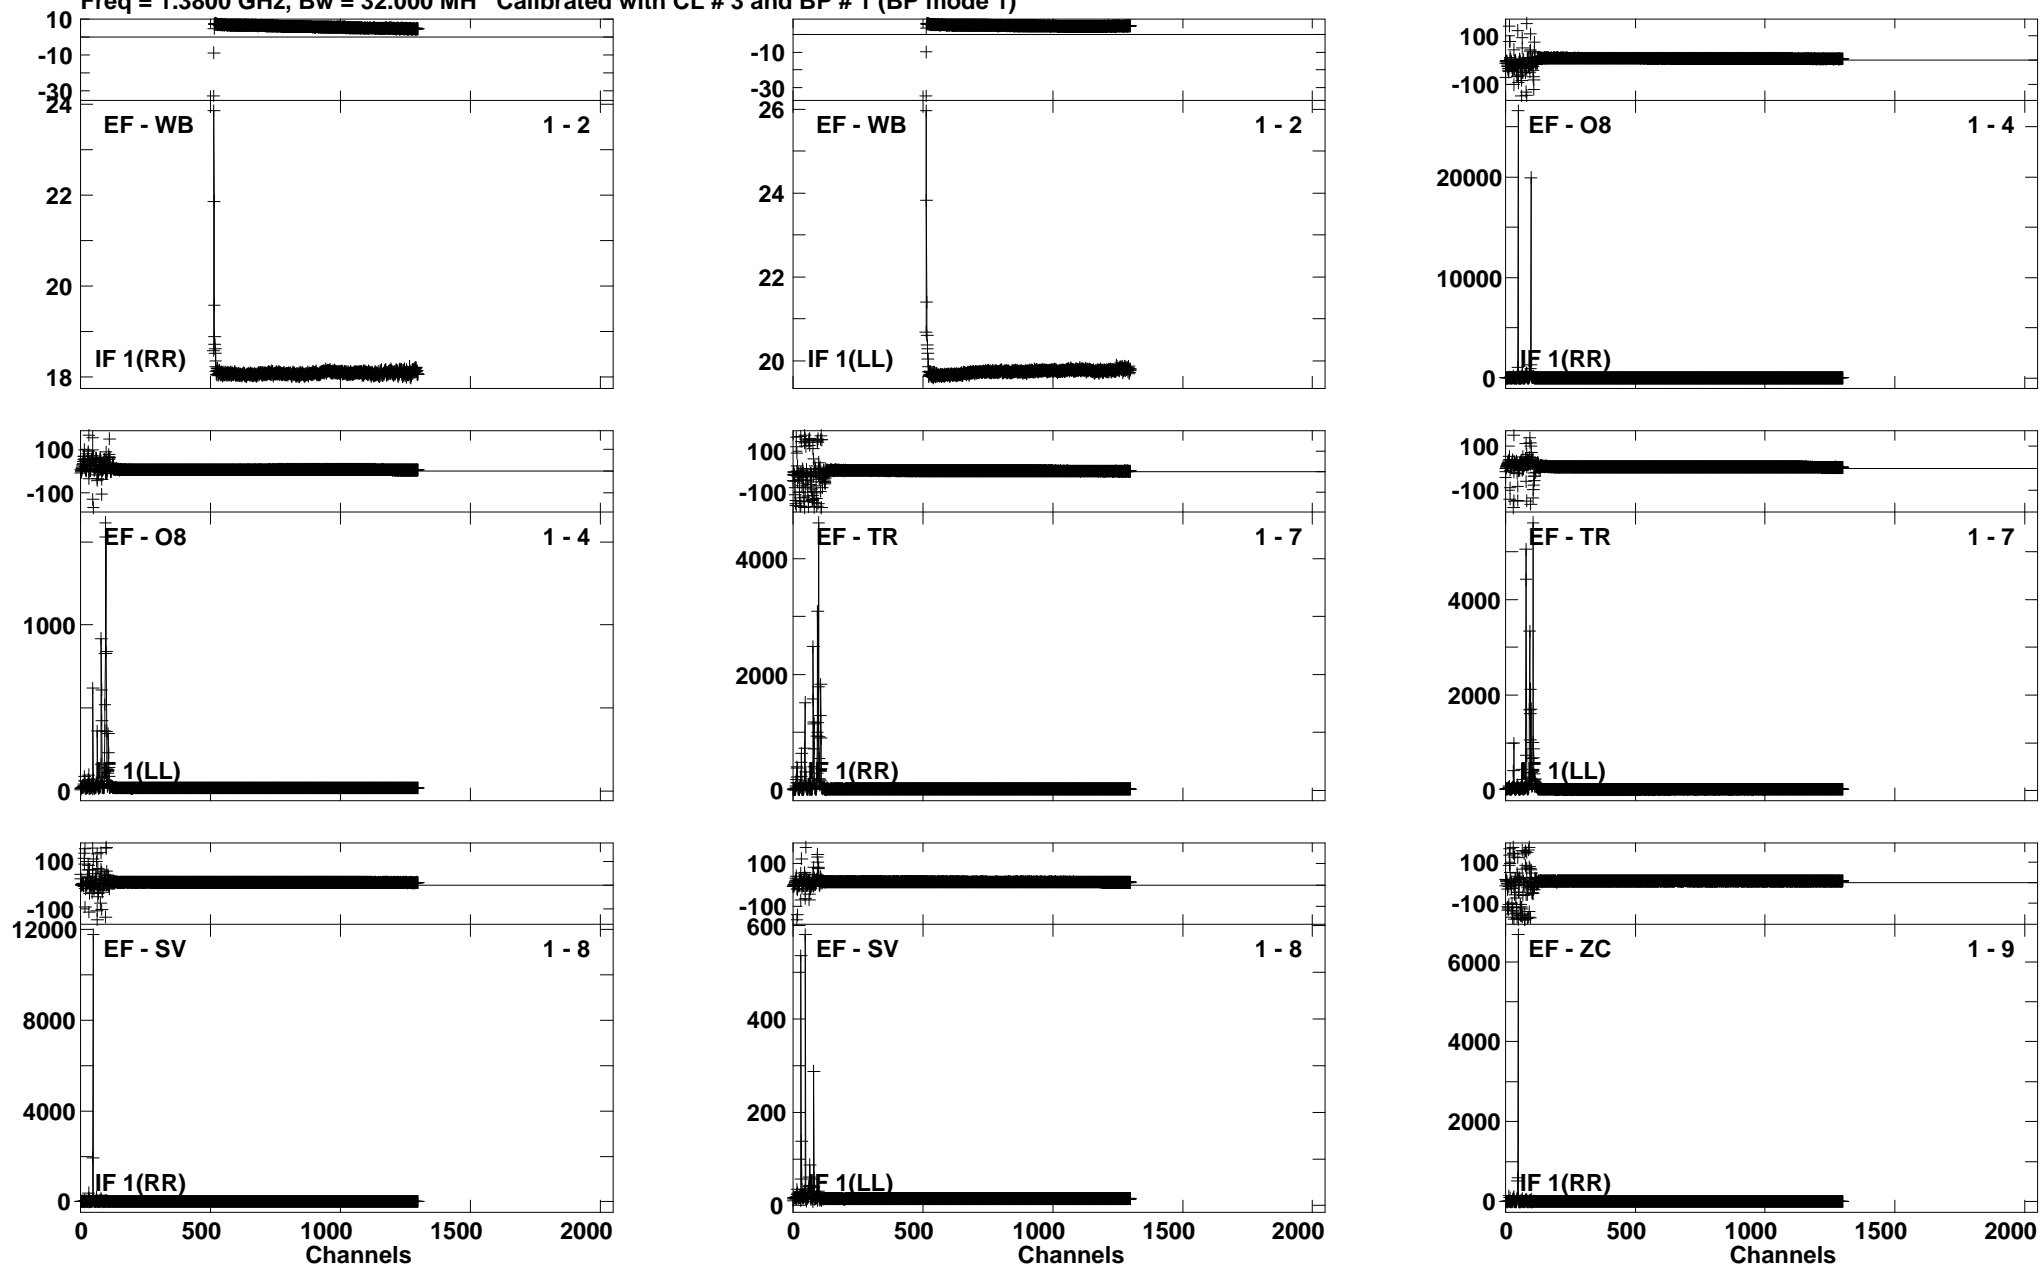 Freq = 1.3800 GHz, Bw = 32.000 MH Calibrated with CL # 3 and BP # 1 (BP mode 1)
10
-10
-30
24
22
20
18
EF - WB 1 - 2
IF 1(RR)
-10
-30
26
24
22
20
EF - WB 1 - 2
IF 1(LL)
100
-100
20000
10000
0
EF - O8 1 - 4
IF 1(RR)
100
-100
1000
0
EF - O8 1 - 4
IF 1(LL)
100
-100
4000
2000
0
EF - TR 1 - 7
IF 1(RR)
100
-100
4000
2000
0
EF - TR 1 - 7
IF 1(LL)
100
-100
12000
8000
4000
0
EF - SV 1 - 8
IF 1(RR)
0 500 1000 1500 2000
Channels
100
-100
600
400
200
0
EF - SV 1 - 8
IF 1(LL)
0 500 1000 1500 2000
Channels
100
-100
6000
4000
2000
0
EF - ZC 1 - 9
IF 1(RR)
0 500 1000 1500 2000
Channels